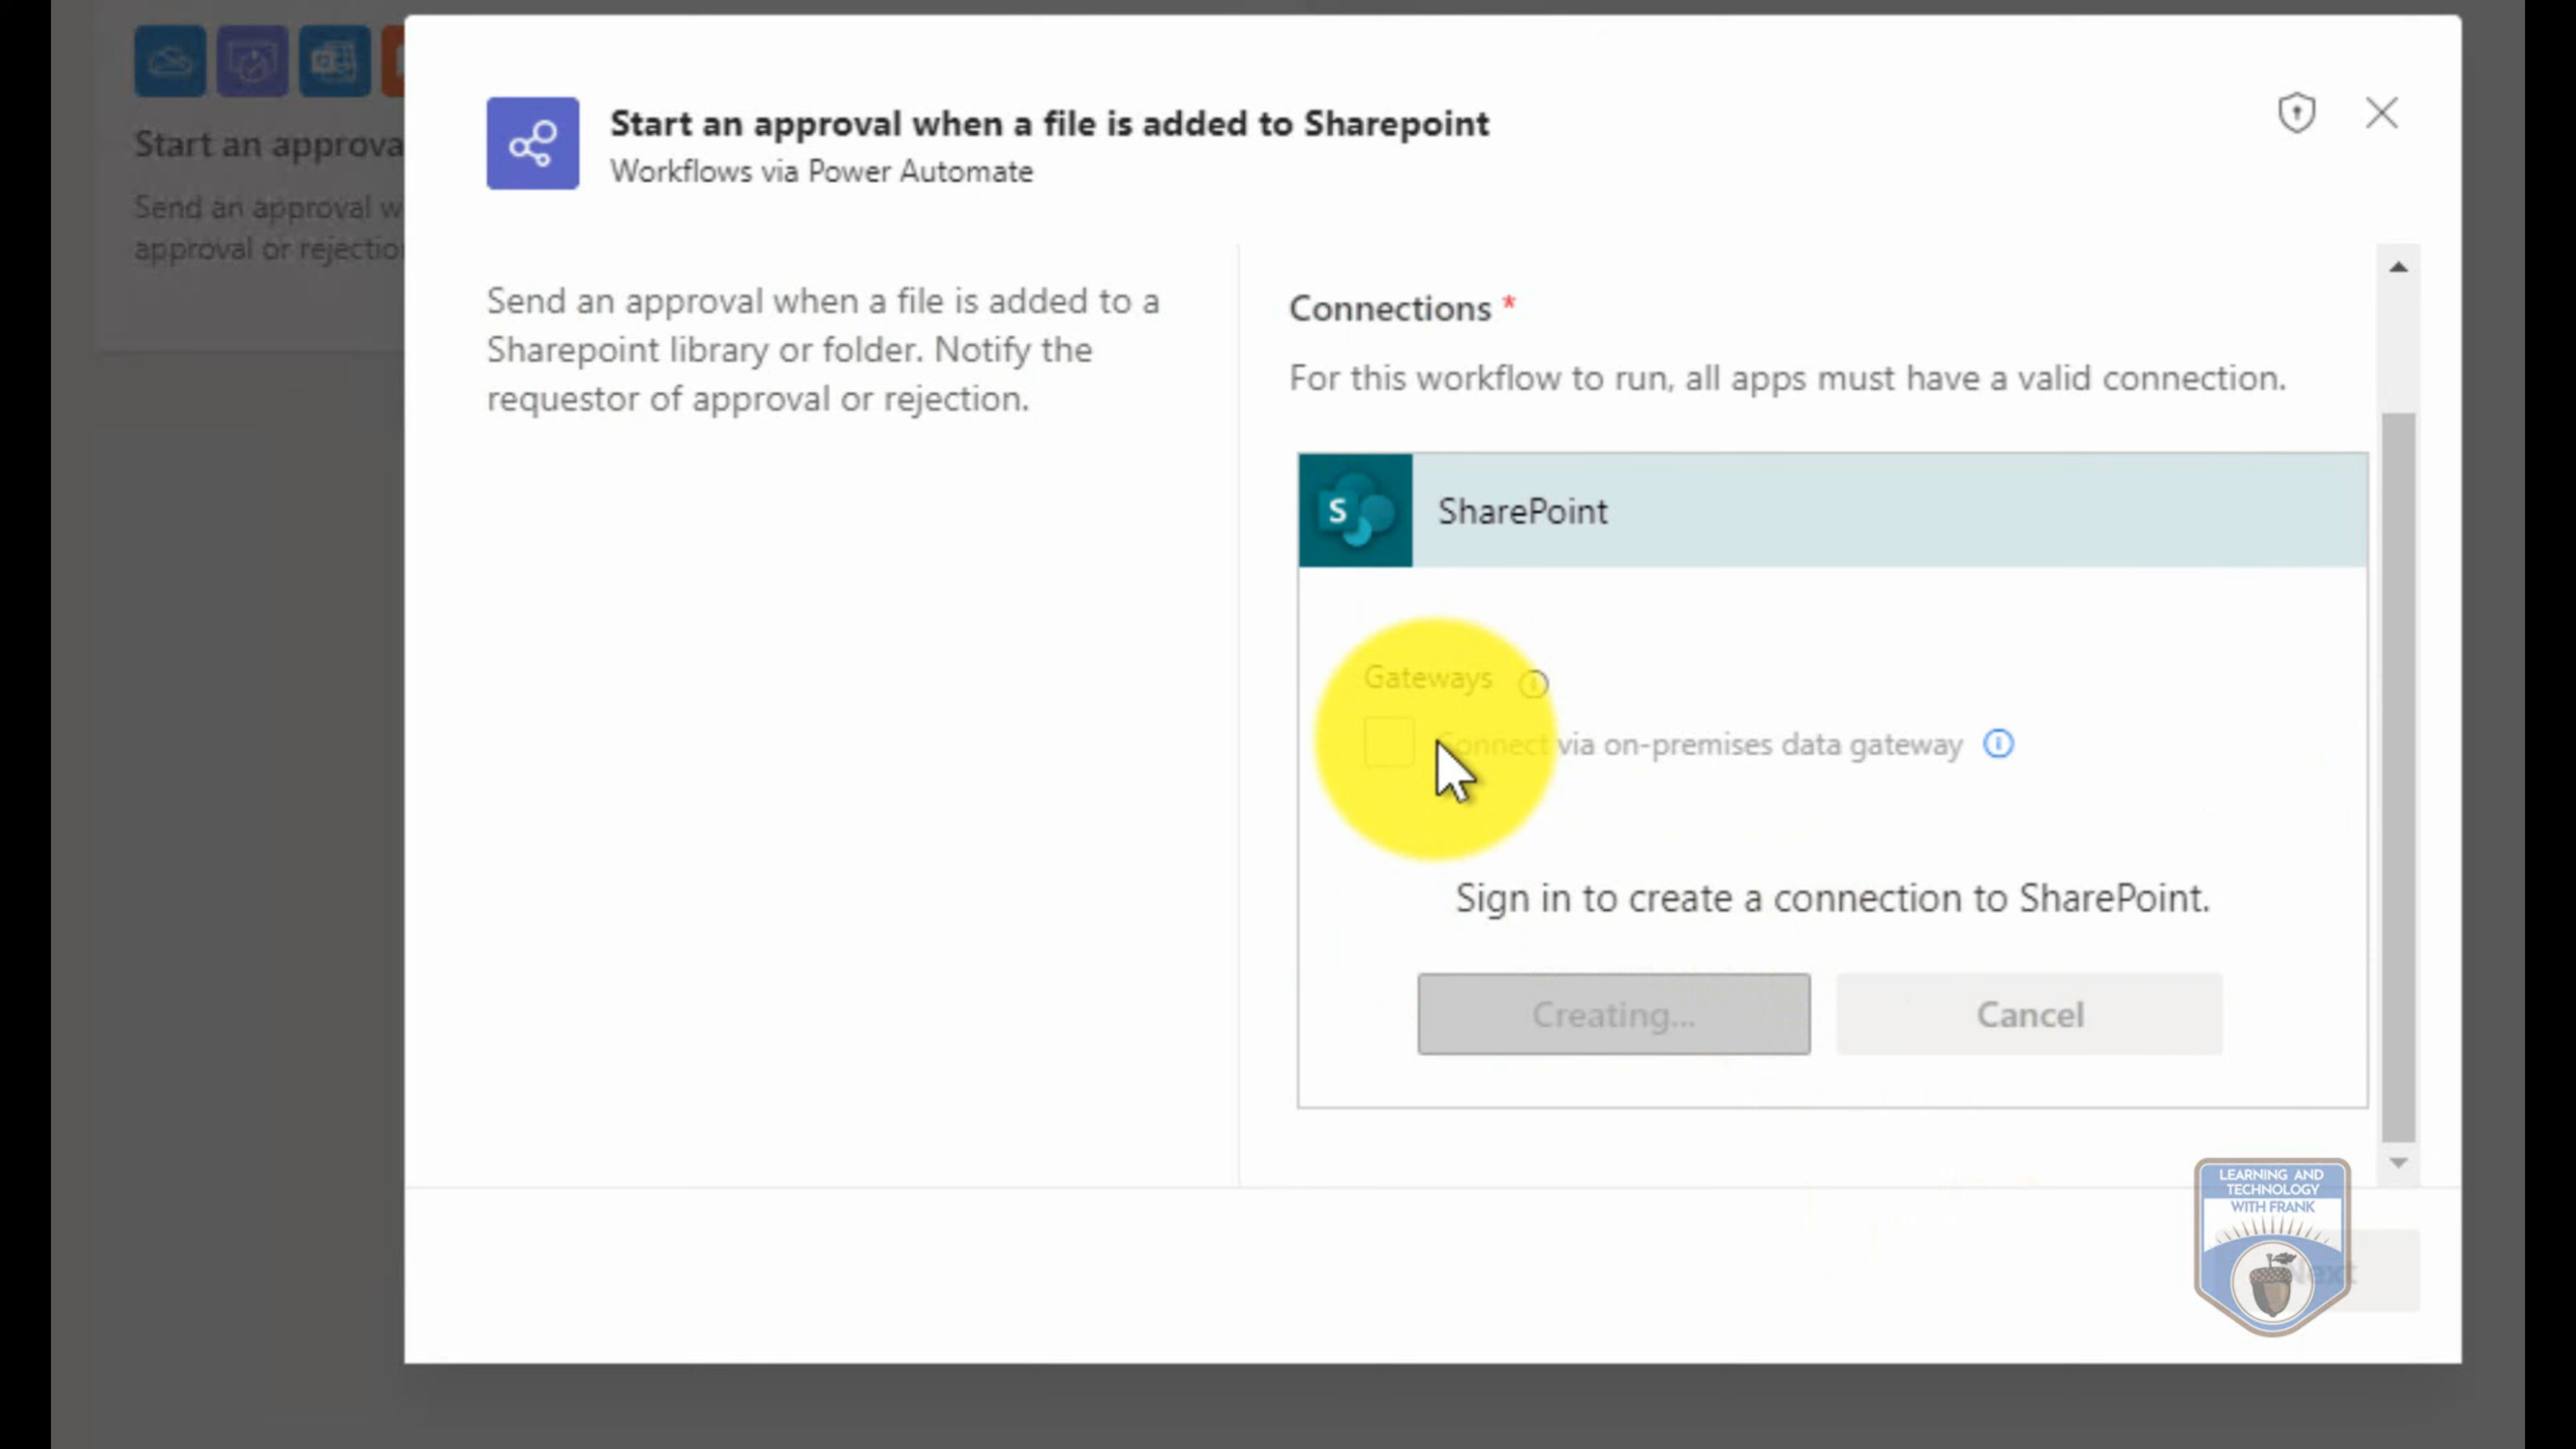 Start an approva
Send an approval w
approval or rejectio
Start an approval when a file is added to Sharepoint
Workflows via Power Automate
Send an approval when a file is added to a
Sharepoint library or folder. Notify the
requestor of approval or rejection.
Connections *
For this workflow to run, all apps must have a valid connection.
S
SharePoint
Gateways
Connect via on-premises data gateway
Sign in to create a connection to SharePoint.
Creating...
Cancel
LEARNING AND
TECHNOLOGY
WITH FRANK
Next